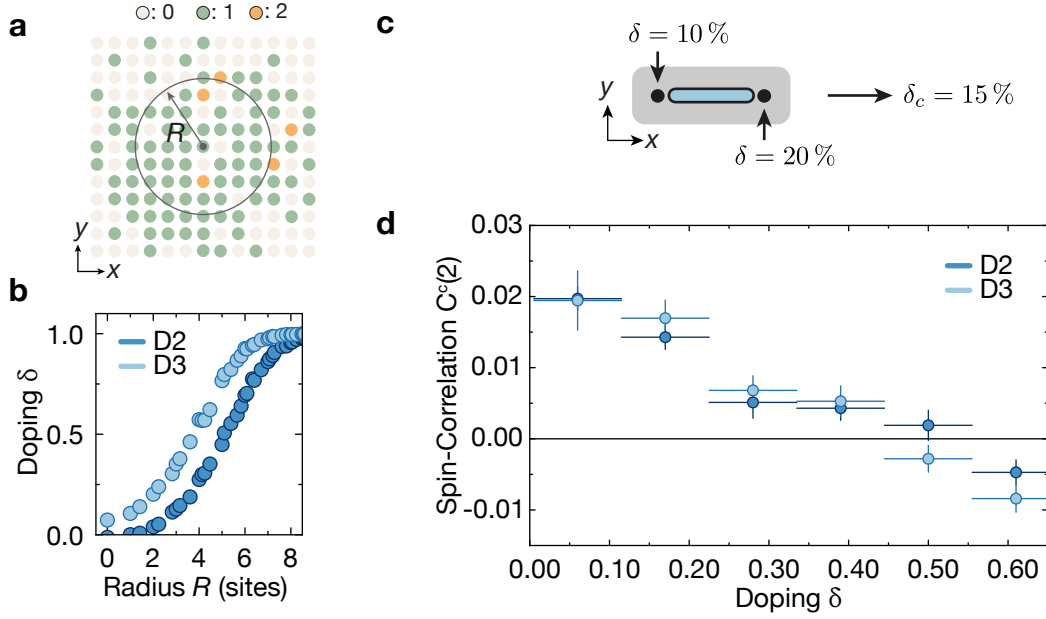 a
: 0 : 1 : 2
R
y
x
b
D2
D3
1.0
0.5
0.0
Doping δ
0 2 4 6 8
Radius R (sites)
c
δ = 10 %
y
x
δ = 20 %
δc = 15 %
d
D2
D3
0.03
0.02
0.01
0.00
-0.01
Spin-Correlation Cᶜ(2)
0.00 0.10 0.20 0.30 0.40 0.50 0.60
Doping δ